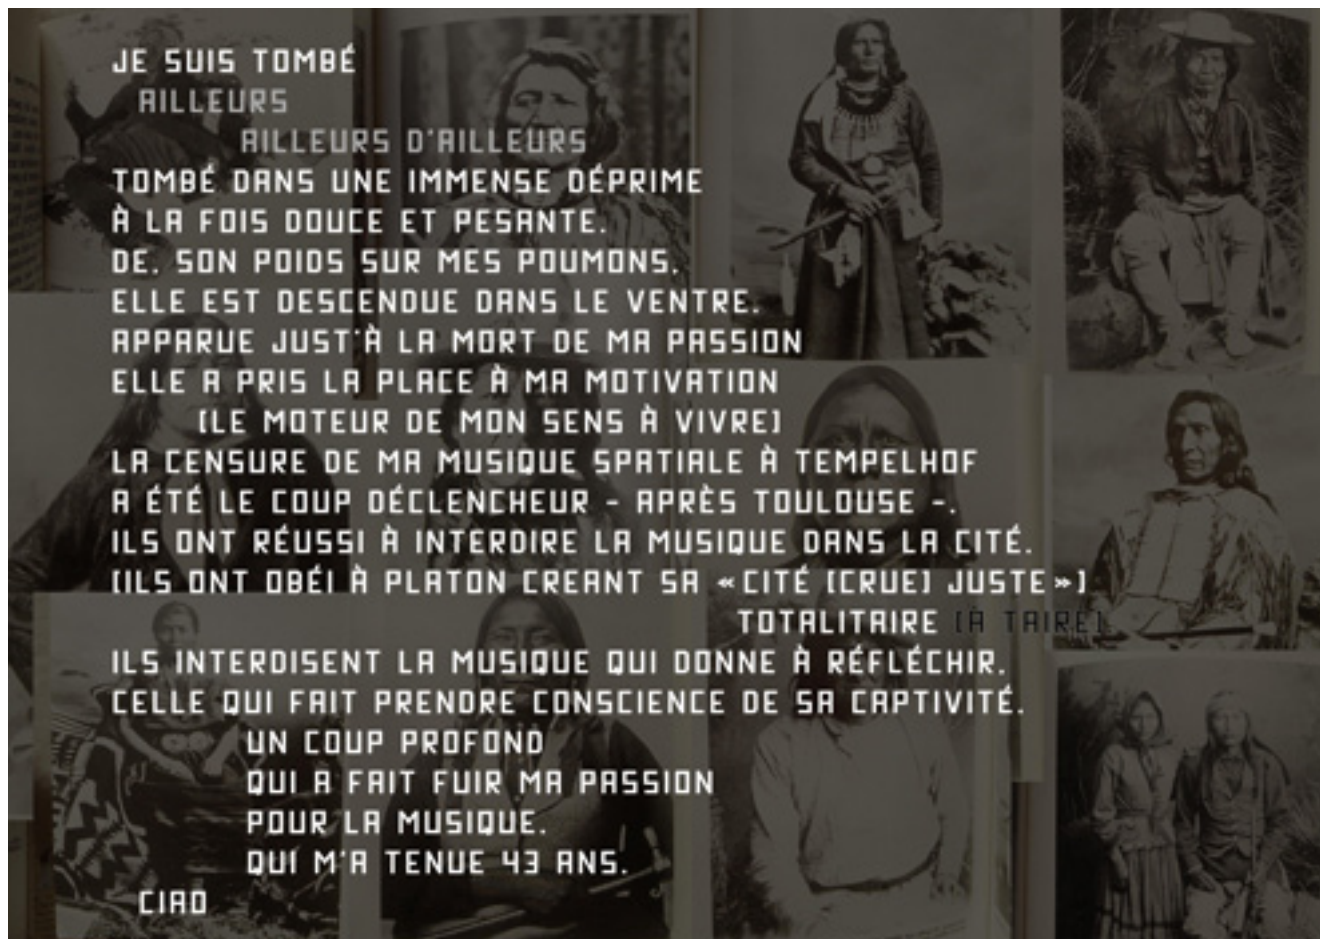 JE SUIS TOMBÉ
AILLEURS
AILLEURS D'AILLEURS
TOMBÉ DANS UNE IMMENSE DÉPRIME
À LA FOIS DOUCE ET PESANTE.
DE. SON POIDS SUR MES POUMONS.
ELLE EST DESCENDUE DANS LE VENTRE.
APPARUE JUST'À LA MORT DE MA PASSION
ELLE A PRIS LA PLACE À MA MOTIVATION
(LE MOTEUR DE MON SENS À VIVRE)
LA CENSURE DE MA MUSIQUE SPATIALE À TEMPELHOF
A ÉTÉ LE COUP DÉCLENCHEUR - APRÈS TOULOUSE -.
ILS ONT RÉUSSI À INTERDIRE LA MUSIQUE DANS LA CITÉ.
(ILS ONT OBÉI À PLATON CREANT SA « CITÉ (CRUE) JUSTE »)
TOTALITAIRE (À TAIRE).
ILS INTERDISENT LA MUSIQUE QUI DONNE À RÉFLÉCHIR.
CELLE QUI FAIT PRENDRE CONSCIENCE DE SA CAPTIVITÉ.
UN COUP PROFOND
QUI A FAIT FUIR MA PASSION
POUR LA MUSIQUE.
QUI M'A TENUE 43 ANS.
CIAO